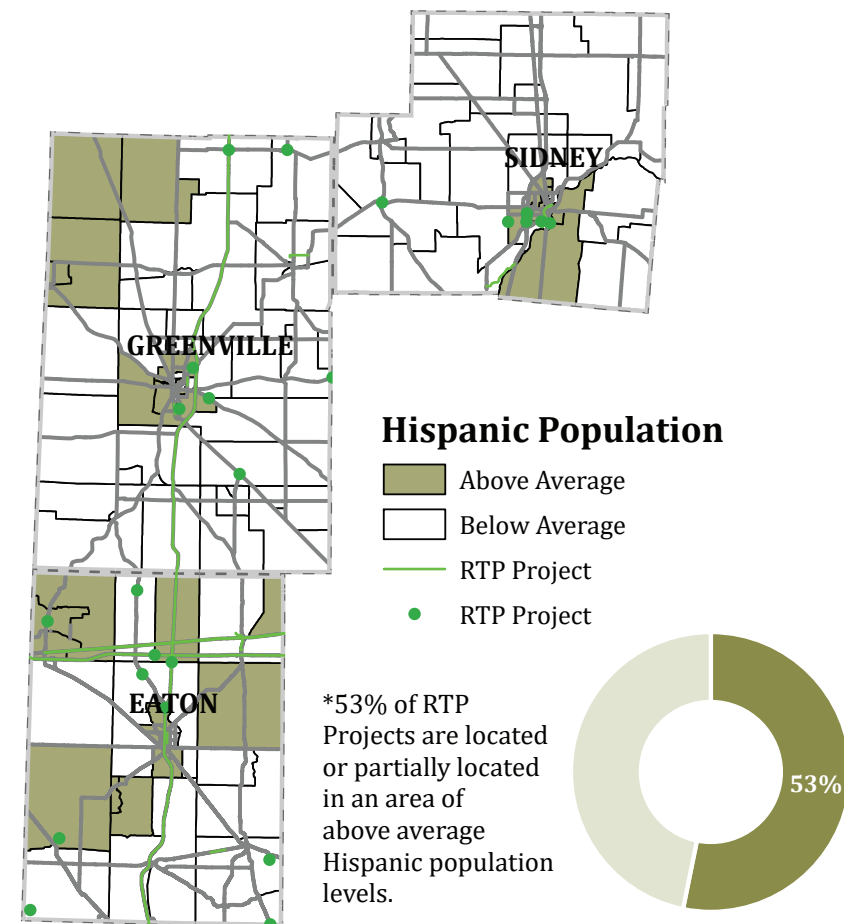 SIDNEY
GREENVILLE
Hispanic Population
Above Average
Below Average
RTP Project
RTP Project
EATON
*53% of RTP
Projects are located
or partially located
in an area of
above average
Hispanic population
levels.
53%